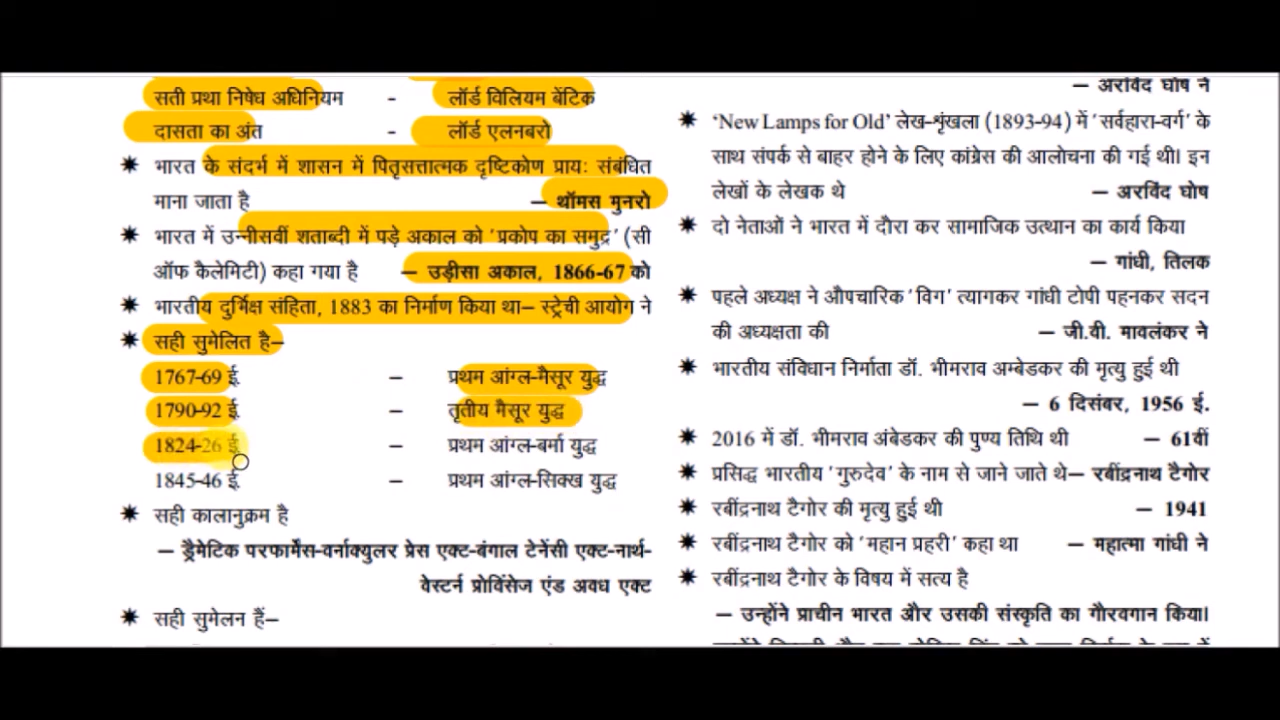 सती प्रथा निषेध अधिनियम - लॉर्ड विलियम बेंटिक
दासता का अंत - लॉर्ड एलनबरो
✷ भारत के संदर्भ में शासन में पितृसत्तात्मक दृष्टिकोण प्रायः संबंधित
माना जाता है – थॉमस मुनरो
✷ भारत में उन्नीसवीं शताब्दी में पड़े अकाल को 'प्रकोप का समुद्र' (सी
ऑफ कैलेमिटी) कहा गया है – उड़ीसा अकाल, 1866-67 को
✷ भारतीय दुर्भिक्ष संहिता, 1883 का निर्माण किया था– स्ट्रेची आयोग ने
✷ सही सुमेलित है–
1767-69 ई. – प्रथम आंग्ल-मैसूर युद्ध
1790-92 ई. – तृतीय मैसूर युद्ध
1824-26 ई. – प्रथम आंग्ल-बर्मा युद्ध
1845-46 ई. – प्रथम आंग्ल-सिक्ख युद्ध
✷ सही कालानुक्रम है
– ड्रैमेटिक परफार्मेंस-वर्नाक्युलर प्रेस एक्ट-बंगाल टेनेंसी एक्ट-नार्थ-
वेस्टर्न प्रोविंसेज एंड अवध एक्ट
✷ सही सुमेलन हैं–
– अरविंद घोष ने
✷ 'New Lamps for Old' लेख-शृंखला (1893-94) में 'सर्वहारा-वर्ग' के
साथ संपर्क से बाहर होने के लिए कांग्रेस की आलोचना की गई थी। इन
लेखों के लेखक थे – अरविंद घोष
✷ दो नेताओं ने भारत में दौरा कर सामाजिक उत्थान का कार्य किया
– गांधी, तिलक
✷ पहले अध्यक्ष ने औपचारिक 'विग' त्यागकर गांधी टोपी पहनकर सदन
की अध्यक्षता की – जी.वी. मावलंकर ने
✷ भारतीय संविधान निर्माता डॉ. भीमराव अम्बेडकर की मृत्यु हुई थी
– 6 दिसंबर, 1956 ई.
✷ 2016 में डॉ. भीमराव अंबेडकर की पुण्य तिथि थी – 61वीं
✷ प्रसिद्ध भारतीय 'गुरुदेव' के नाम से जाने जाते थे– रबींद्रनाथ टैगोर
✷ रबींद्रनाथ टैगोर की मृत्यु हुई थी – 1941
✷ रबींद्रनाथ टैगोर को 'महान प्रहरी' कहा था – महात्मा गांधी ने
✷ रबींद्रनाथ टैगोर के विषय में सत्य है
– उन्होंने प्राचीन भारत और उसकी संस्कृति का गौरवगान किया।